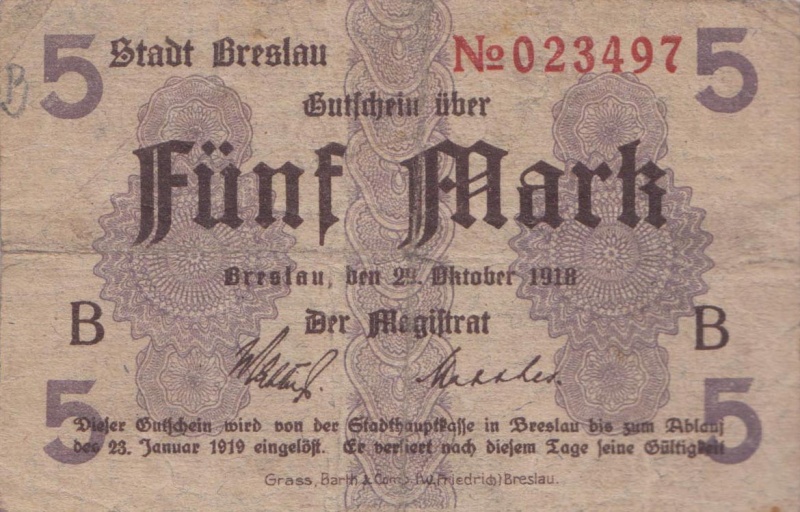 5 Stadt Breslau № 023497 5
B
Gutschein über
Fünf Mark
Breslau, den 29. Oktober 1918
B Der Magistrat B
5 5
Dieser Gutschein wird von der Stadthauptkasse in Breslau bis zum Ablauf
des 23. Januar 1919 eingelöst. Er verliert nach diesem Tage seine Gültigkeit
Grass, Barth & Comp. (W. Friedrich) Breslau.